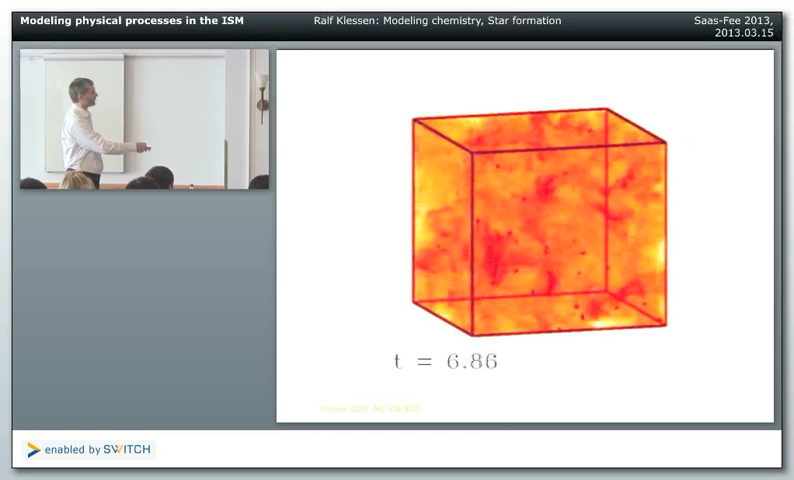 Modeling physical processes in the ISM
Ralf Klessen: Modeling chemistry, Star formation
Saas-Fee 2013,
2013.03.15
t = 6.86
enabled by SWITCH